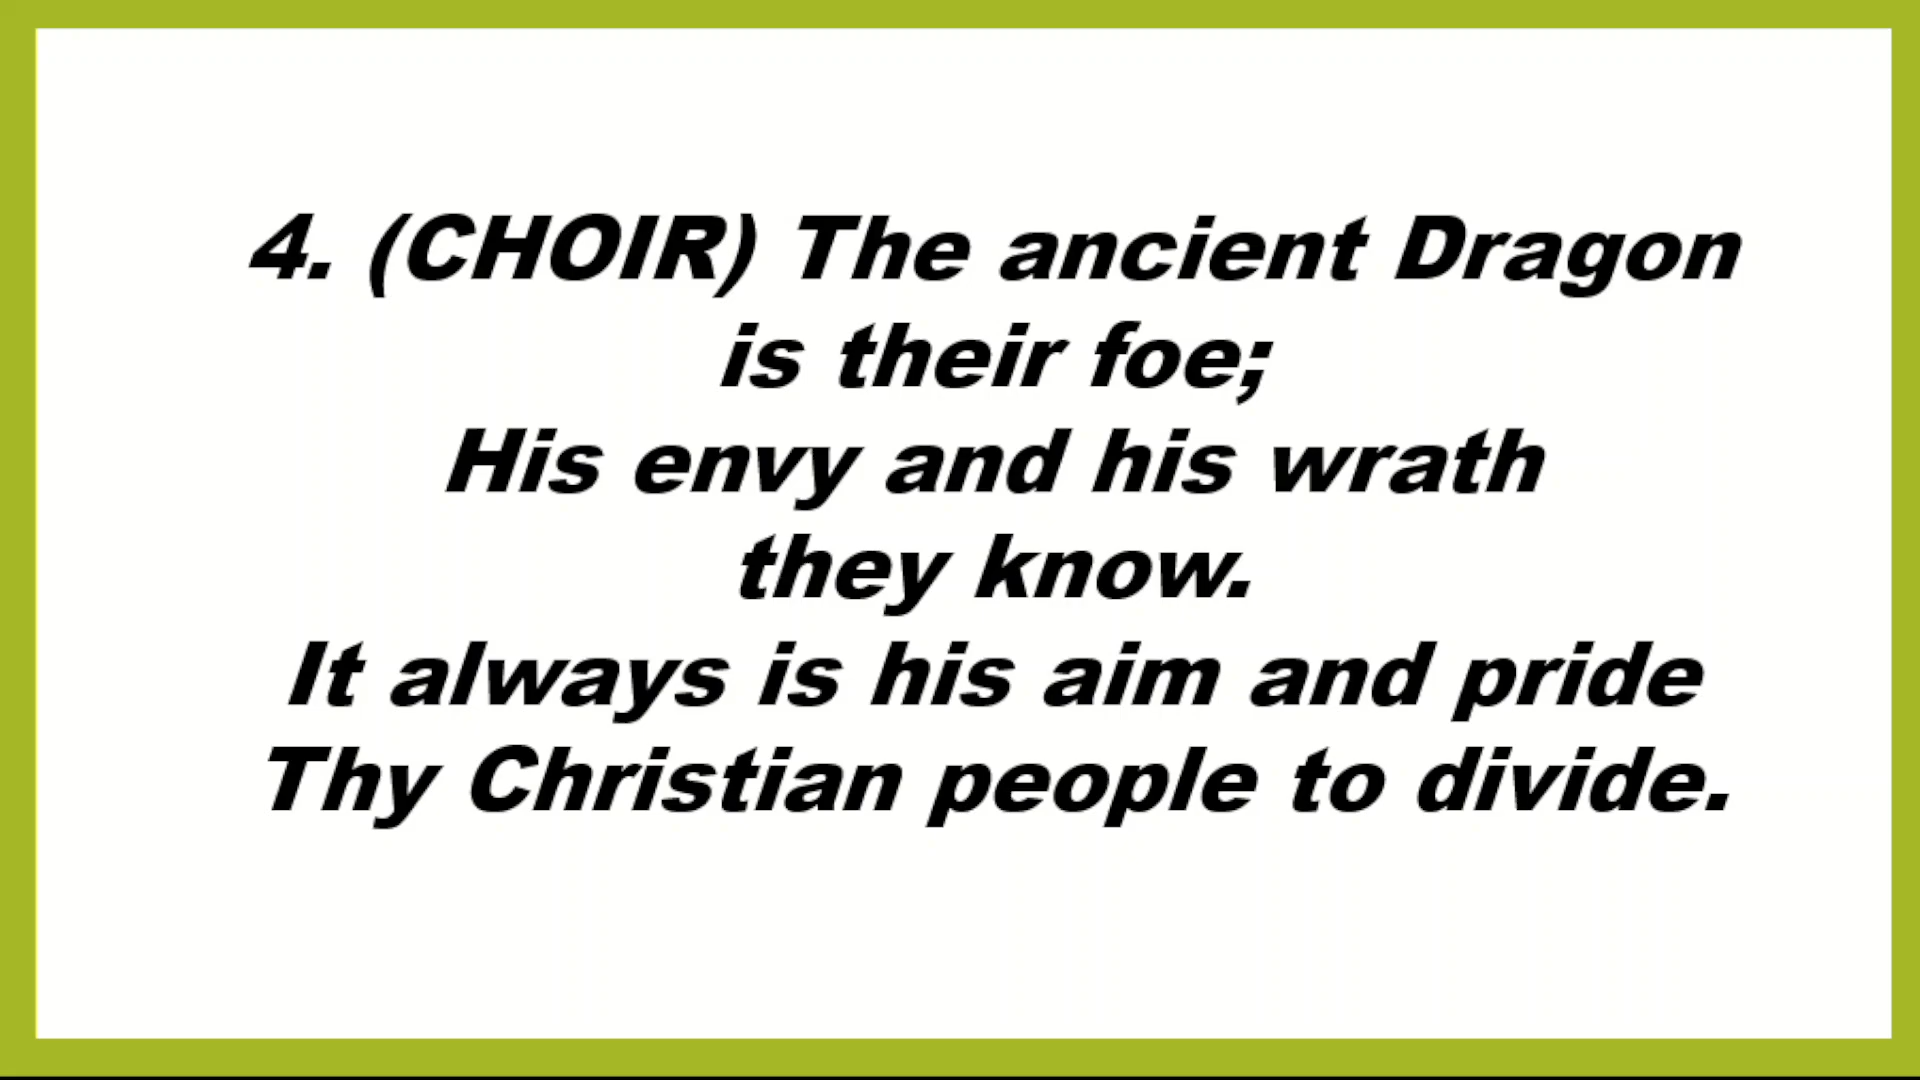 4. (CHOIR) The ancient Dragon
is their foe;
His envy and his wrath
they know.
It always is his aim and pride
Thy Christian people to divide.